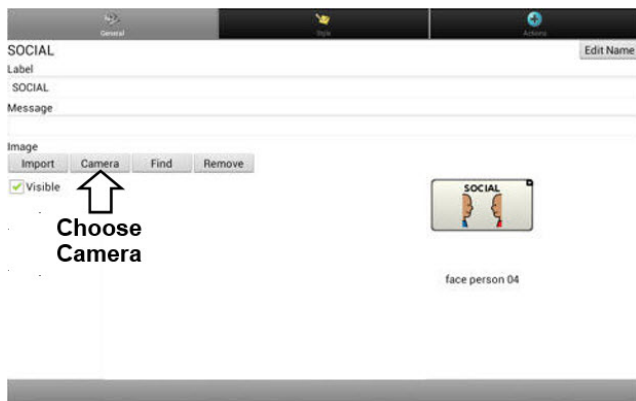 General Style Actions
SOCIAL Edit Name
Label
SOCIAL
Message
Image
Import Camera Find Remove
Visible
SOCIAL
Choose
Camera
face person 04